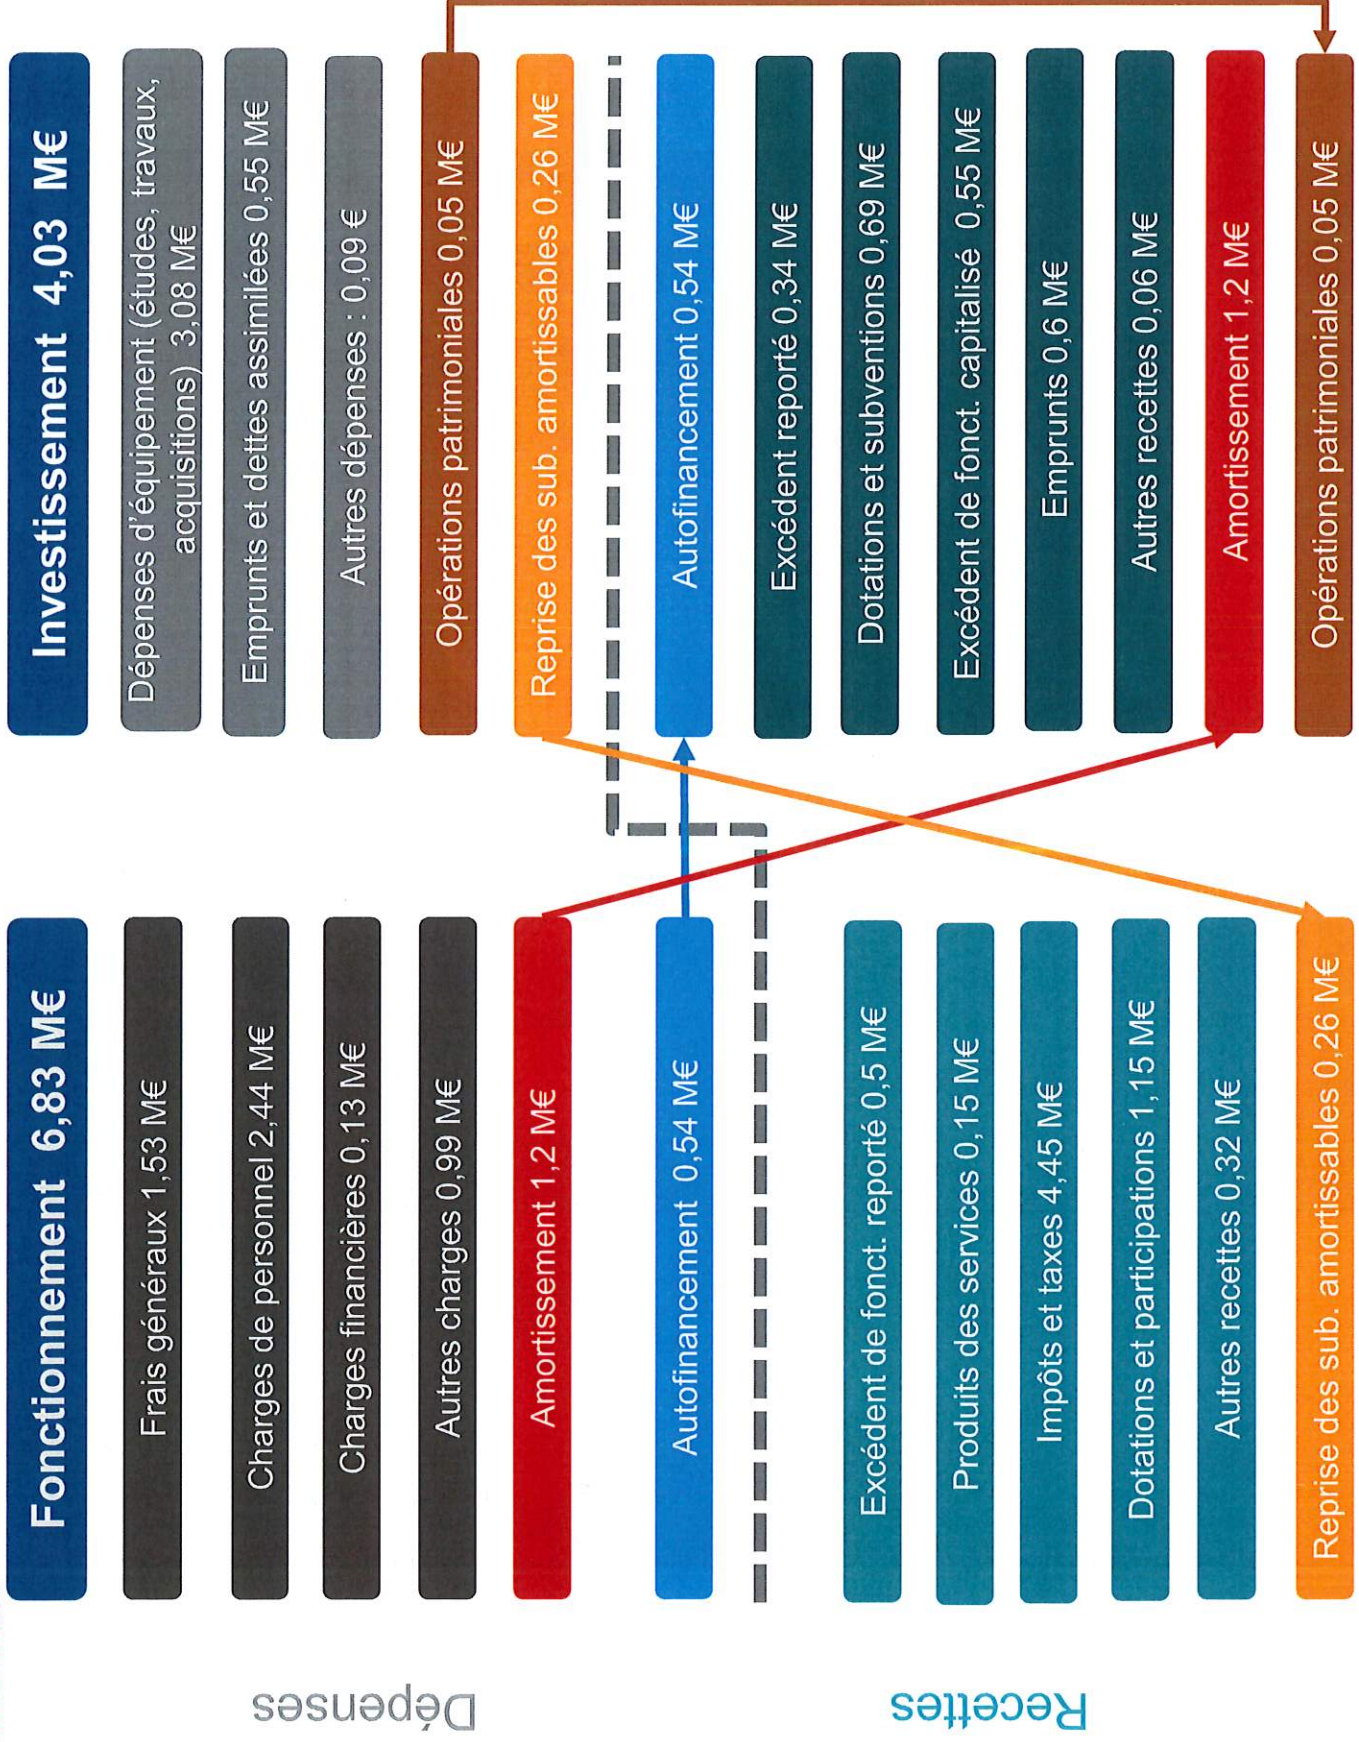 Fonctionnement 6,83 M€
Investissement 4,03 M€
Dépenses
Frais généraux 1,53 M€
Charges de personnel 2,44 M€
Charges financières 0,13 M€
Autres charges 0,99 M€
Amortissement 1,2 M€
Autofinancement 0,54 M€
Dépenses d'équipement (études, travaux,
acquisitions) 3,08 M€
Emprunts et dettes assimilées 0,55 M€
Autres dépenses : 0,09 €
Opérations patrimoniales 0,05 M€
Reprise des sub. amortissables 0,26 M€
Recettes
Excédent de fonct. reporté 0,5 M€
Produits des services 0,15 M€
Impôts et taxes 4,45 M€
Dotations et participations 1,15 M€
Autres recettes 0,32 M€
Reprise des sub. amortissables 0,26 M€
Autofinancement 0,54 M€
Excédent reporté 0,34 M€
Dotations et subventions 0,69 M€
Excédent de fonct. capitalisé 0,55 M€
Emprunts 0,6 M€
Autres recettes 0,06 M€
Amortissement 1,2 M€
Opérations patrimoniales 0,05 M€